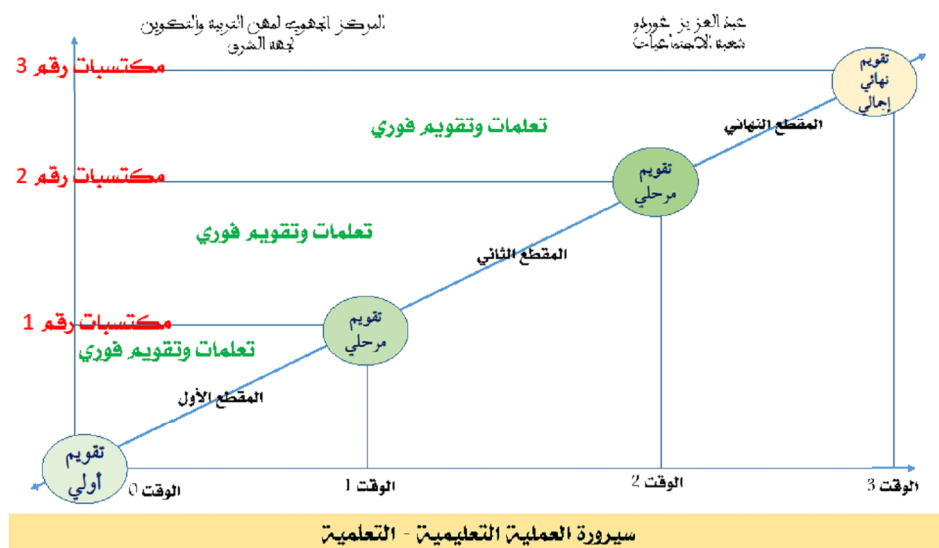 المركز الجهوي لمهن التربية والتكوين
لجهة الشرق
عبد العزيز غوردو
شعبة الاجتماعيات
تقويم
نهائي
إجمالي
مكتسبات رقم 3
المقطع النهائي
تعلمات وتقويم فوري
تقويم
مرحلي
مكتسبات رقم 2
تعلمات وتقويم فوري
المقطع الثاني
مكتسبات رقم 1
تقويم
مرحلي
تعلمات وتقويم فوري
المقطع الأول
تقويم
أولي
الوقت 0
الوقت 1
الوقت 2
الوقت 3
سيرورة العملية التعليمية - التعلمية